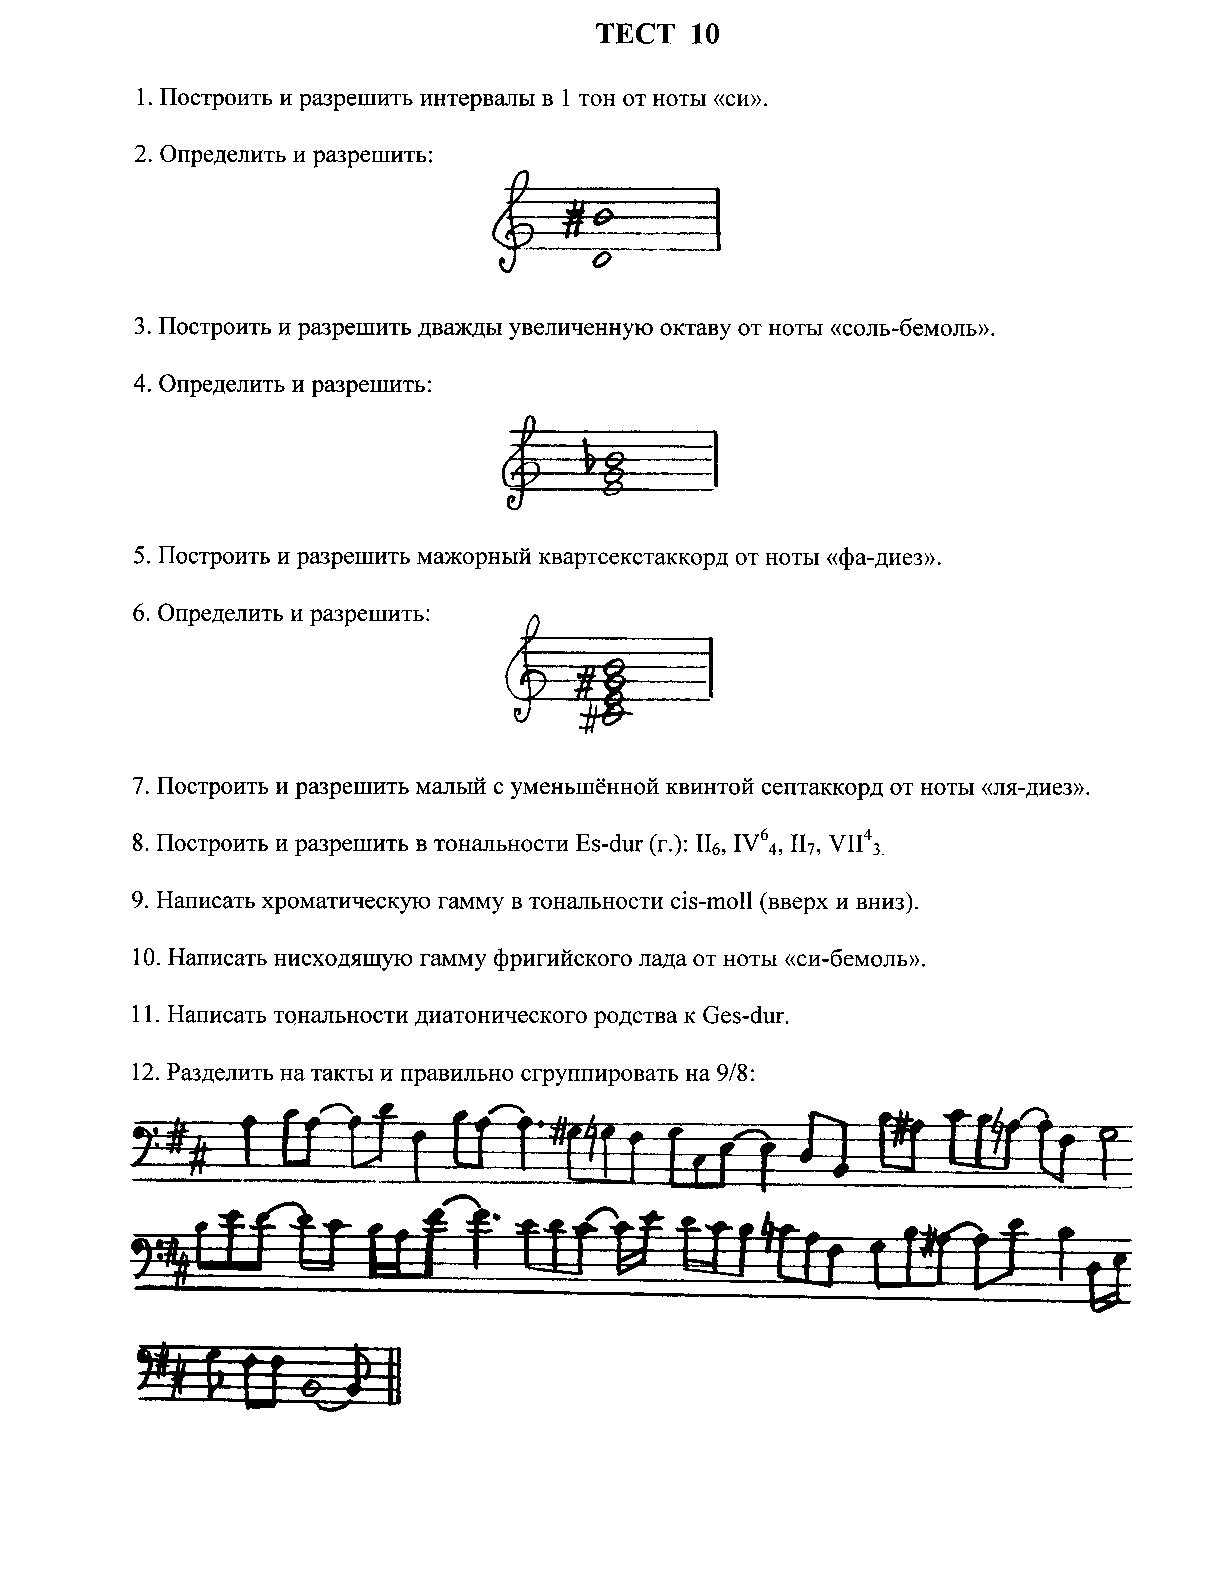 ТЕСТ 10
1. Построить и разрешить интервалы в 1 тон от ноты «си».
2. Определить и разрешить:
3. Построить и разрешить дважды увеличенную октаву от ноты «соль-бемоль».
4. Определить и разрешить:
5. Построить и разрешить мажорный квартсекстаккорд от ноты «фа-диез».
6. Определить и разрешить:
7. Построить и разрешить малый с уменьшённой квинтой септаккорд от ноты «ля-диез».
8. Построить и разрешить в тональности Es-dur (г.): II₆, IV⁶₄, II₇, VII⁴₃.
9. Написать хроматическую гамму в тональности cis-moll (вверх и вниз).
10. Написать нисходящую гамму фригийского лада от ноты «си-бемоль».
11. Написать тональности диатонического родства к Ges-dur.
12. Разделить на такты и правильно сгруппировать на 9/8: